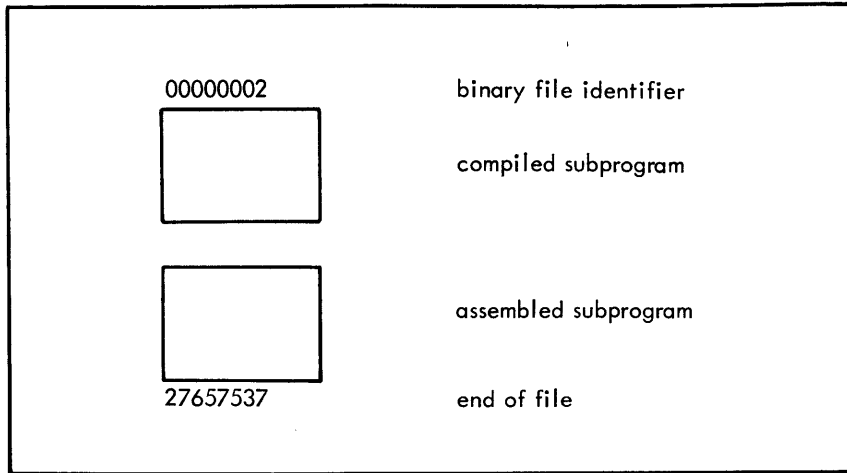 00000002 binary file identifier
compiled subprogram
assembled subprogram
27657537 end of file